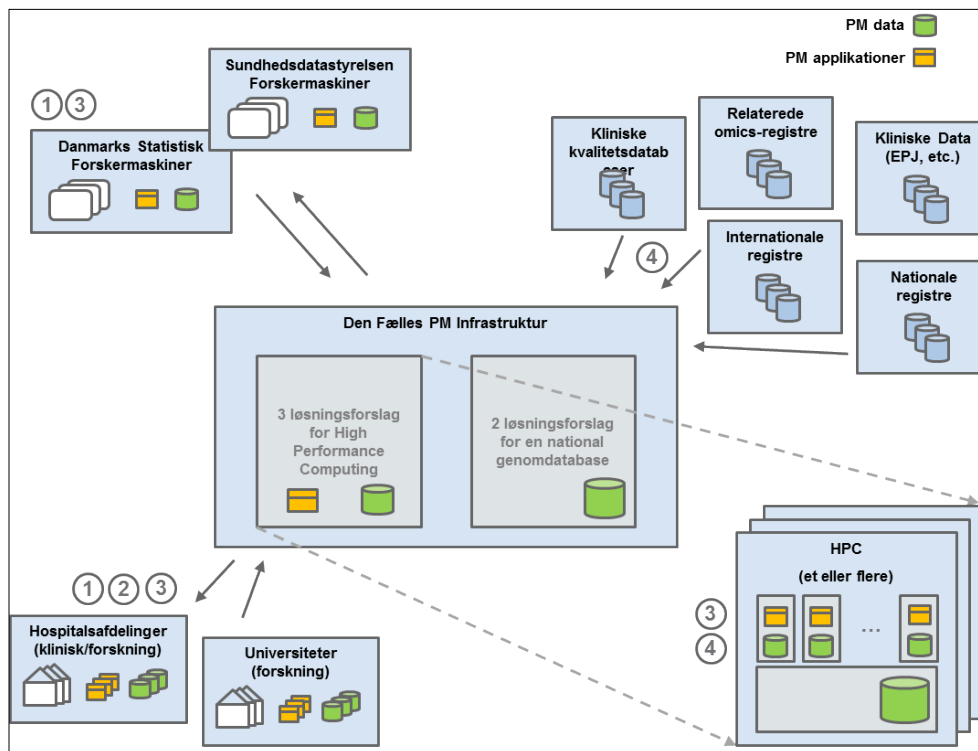 PM data
PM applikationer
Sundhedsdatastyrelsen
Forskermaskiner
1 3
Danmarks Statistisk
Forskermaskiner
Kliniske
kvalitetsdatab
aser
Relaterede
omics-registre
Kliniske Data
(EPJ, etc.)
4
Internationale
registre
Nationale
registre
Den Fælles PM Infrastruktur
3 løsningsforslag
for High
Performance
Computing
2 løsningsforslag
for en national
genomdatabase
1 2 3
Hospitalsafdelinger
(klinisk/forskning)
Universiteter
(forskning)
HPC
(et eller flere)
3
4
...